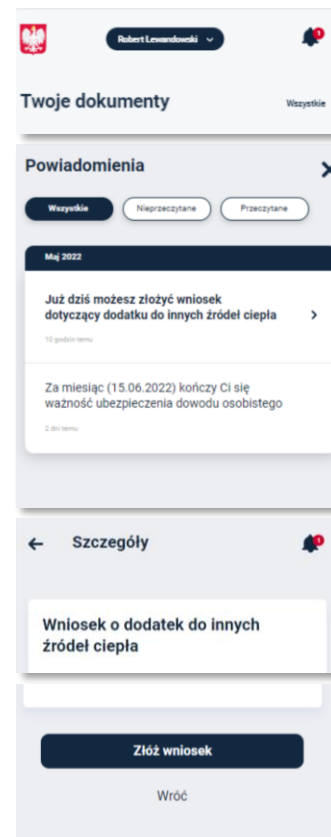 Robert Lewandowski
1
Twoje dokumenty
Wszystkie
Powiadomienia
Wszystkie
Nieprzeczytane
Przeczytane
Maj 2022
Już dziś możesz złożyć wniosek
dotyczący dodatku do innych źródeł ciepła
10 godzin temu
Za miesiąc (15.06.2022) kończy Ci się
ważność ubezpieczenia dowodu osobistego
2 dni temu
Szczegóły
1
Wniosek o dodatek do innych
źródeł ciepła
Złóż wniosek
Wróć